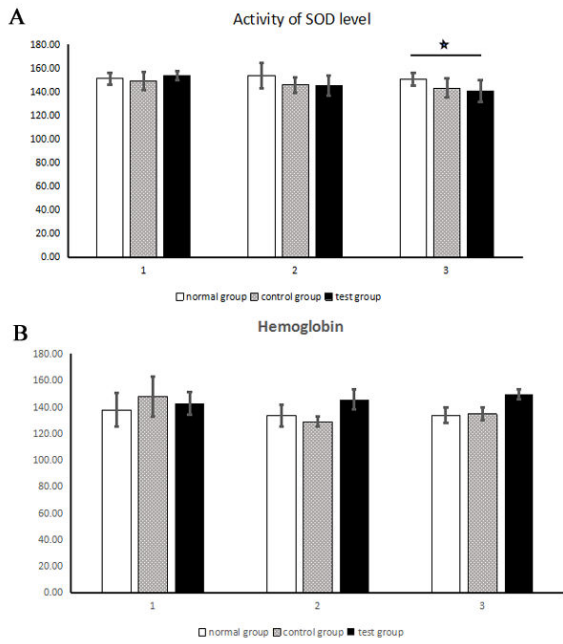 A
Activity of SOD level
180.00
160.00
140.00
120.00
100.00
80.00
60.00
40.00
20.00
0.00
1 2 3
normal group control group test group
B
Hemoglobin
180.00
160.00
140.00
120.00
100.00
80.00
60.00
40.00
20.00
0.00
1 2 3
normal group control group test group